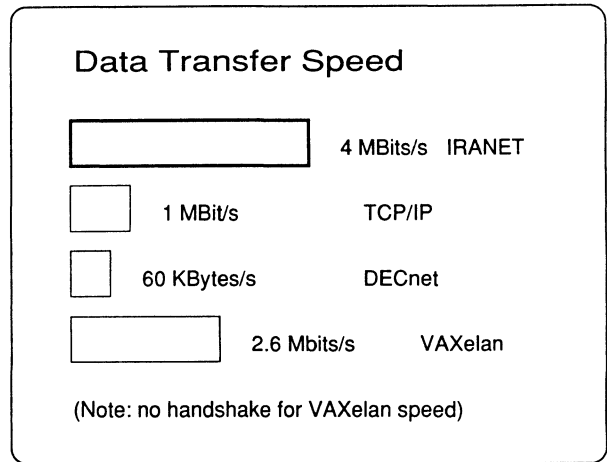 Data Transfer Speed
4 MBits/s IRANET
1 MBit/s TCP/IP
60 KBytes/s DECnet
2.6 Mbits/s VAXelan
(Note: no handshake for VAXelan speed)